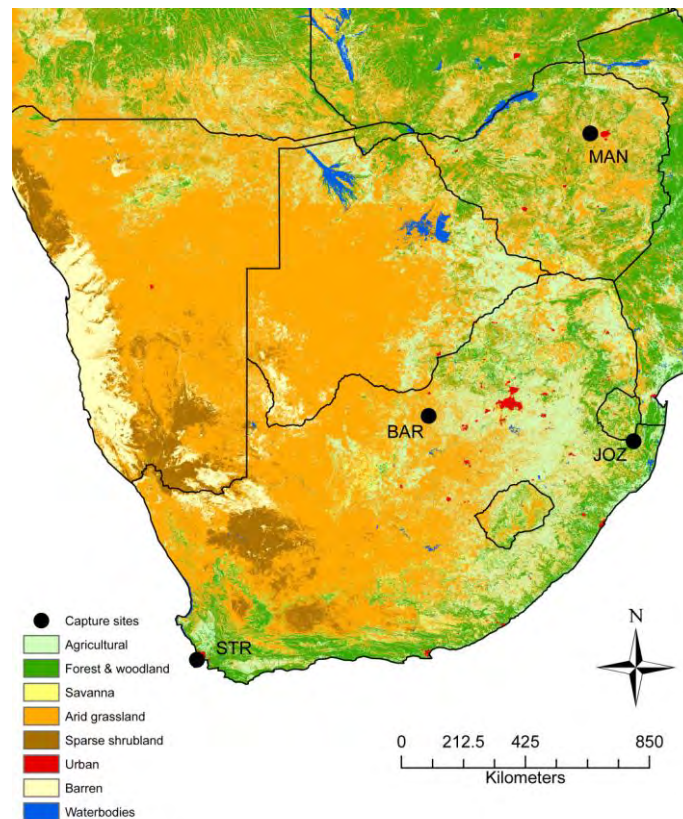 MAN
BAR
JOZ
STR
Capture sites
Agricultural
Forest & woodland
Savanna
Arid grassland
Sparse shrubland
Urban
Barren
Waterbodies
N
0 212.5 425 850
Kilometers